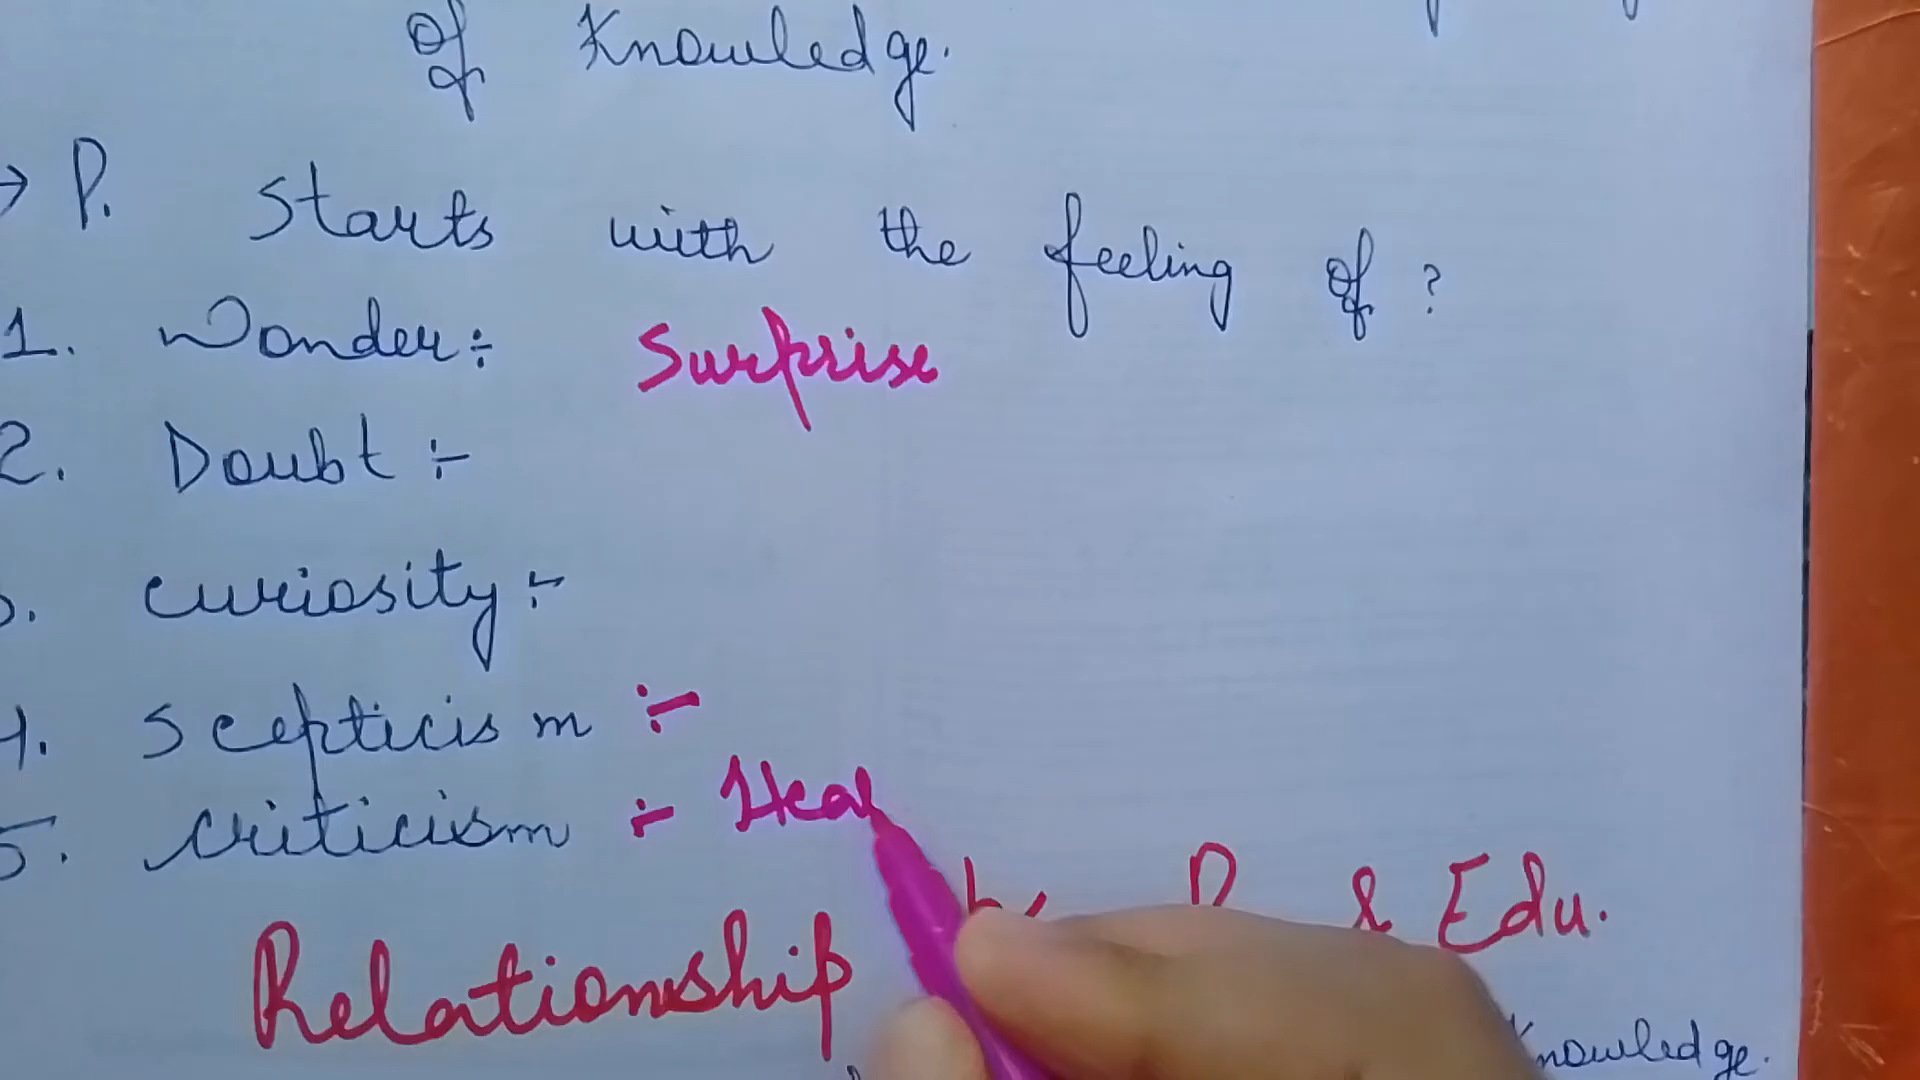 of Knowledge.
→ P. Starts with the feeling of ?
1. Wonder:- Surprise
2. Doubt :-
3. curiosity :-
4. Scepticism :-
5. criticism :- Hea
Relationship b/w P. & Edu.
Knowledge.